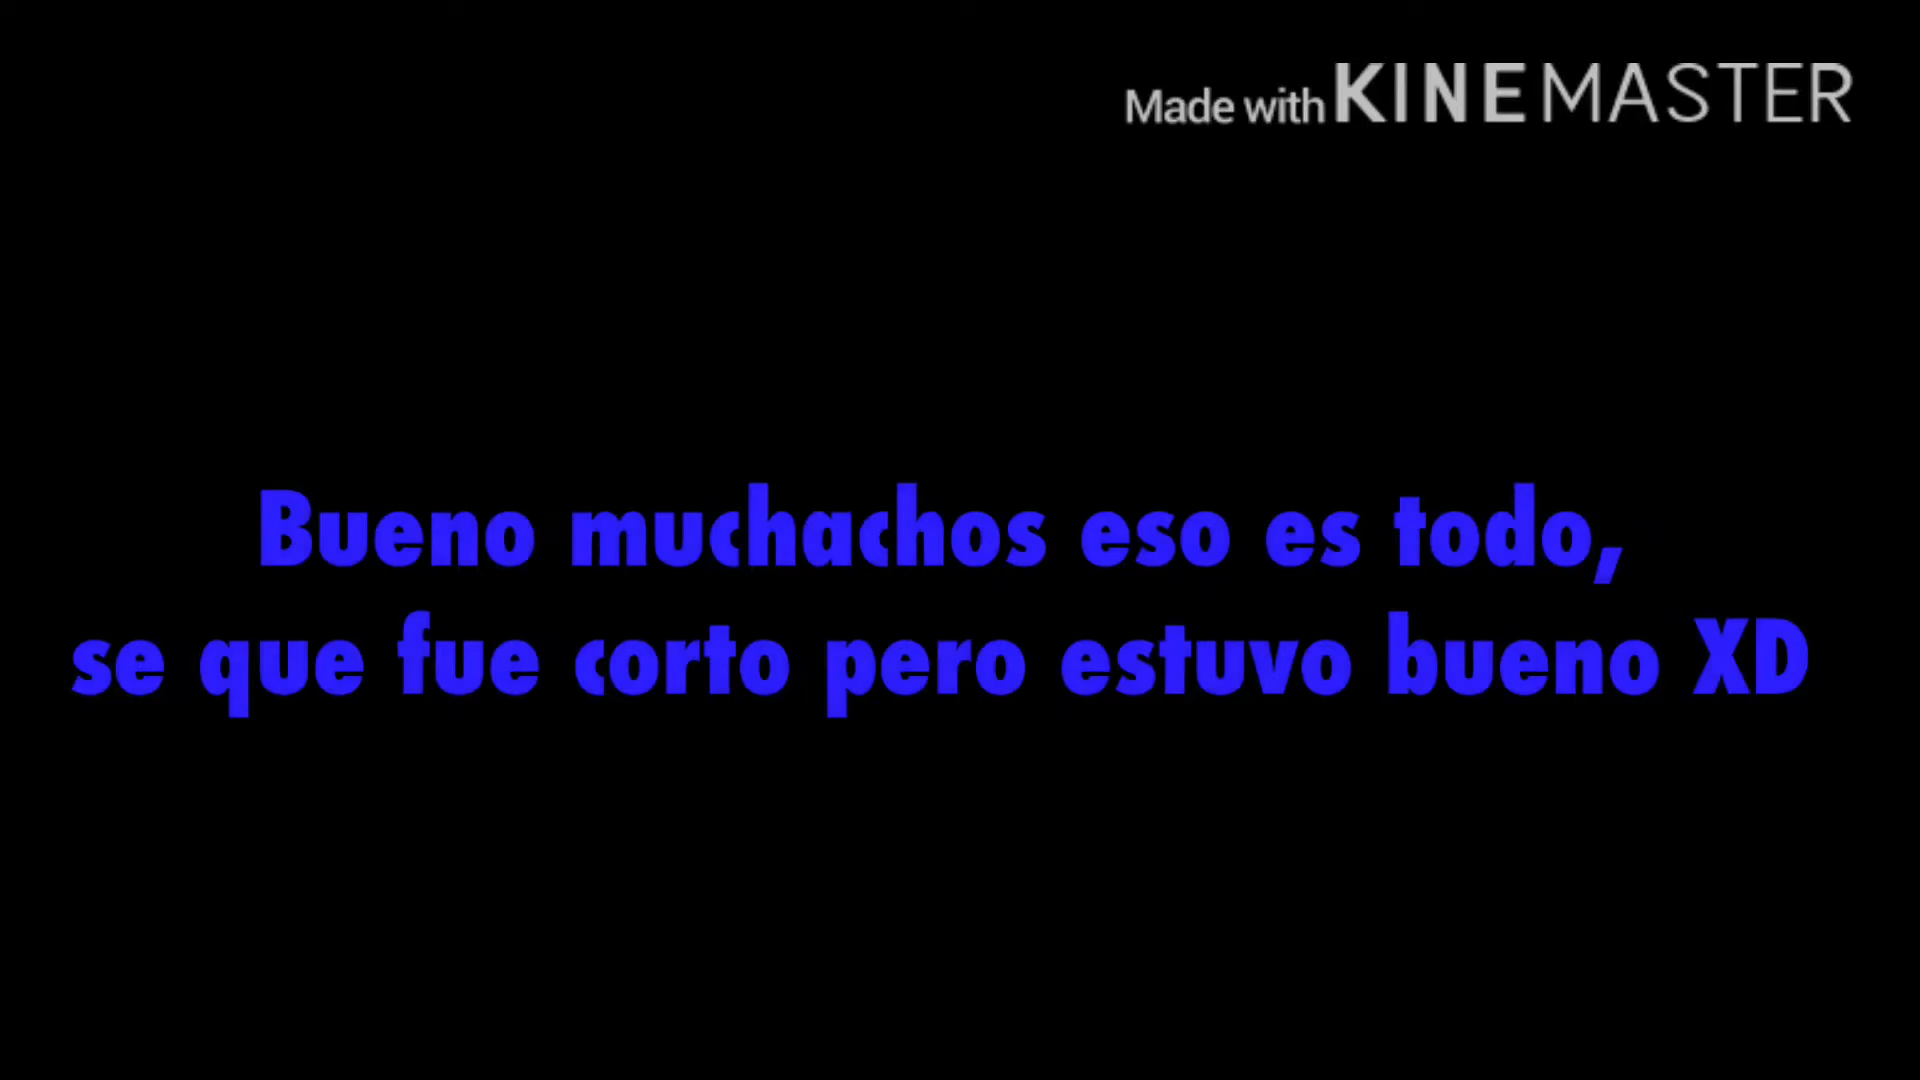 Made with KINEMASTER
Bueno muchachos eso es todo,
se que fue corto pero estuvo bueno XD